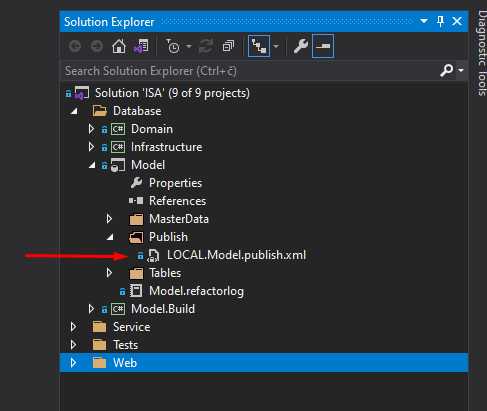 Solution Explorer
Search Solution Explorer (Ctrl+č)
Solution 'ISA' (9 of 9 projects)
Database
C# Domain
C# Infrastructure
Model
Properties
References
MasterData
Publish
LOCAL.Model.publish.xml
Tables
Model.refactorlog
C# Model.Build
Service
Tests
Web
Diagnostic Tools